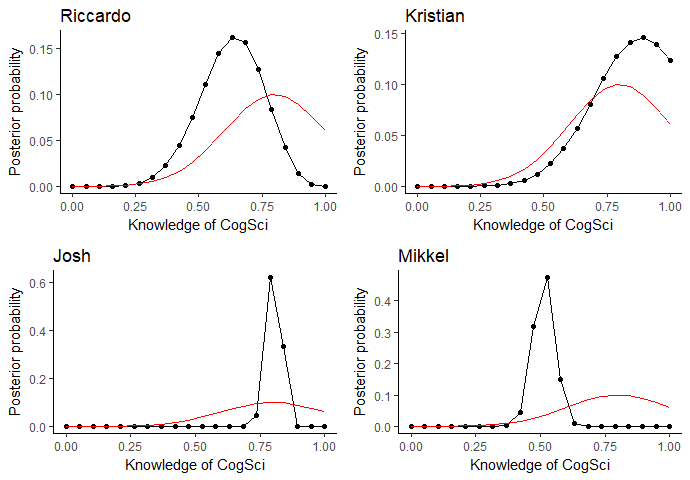 Riccardo
Posterior probability
0.15
0.10
0.05
0.00
0.00 0.25 0.50 0.75 1.00
Knowledge of CogSci
Kristian
Posterior probability
0.15
0.10
0.05
0.00
0.00 0.25 0.50 0.75 1.00
Knowledge of CogSci
Josh
Posterior probability
0.6
0.4
0.2
0.0
0.00 0.25 0.50 0.75 1.00
Knowledge of CogSci
Mikkel
Posterior probability
0.4
0.3
0.2
0.1
0.0
0.00 0.25 0.50 0.75 1.00
Knowledge of CogSci